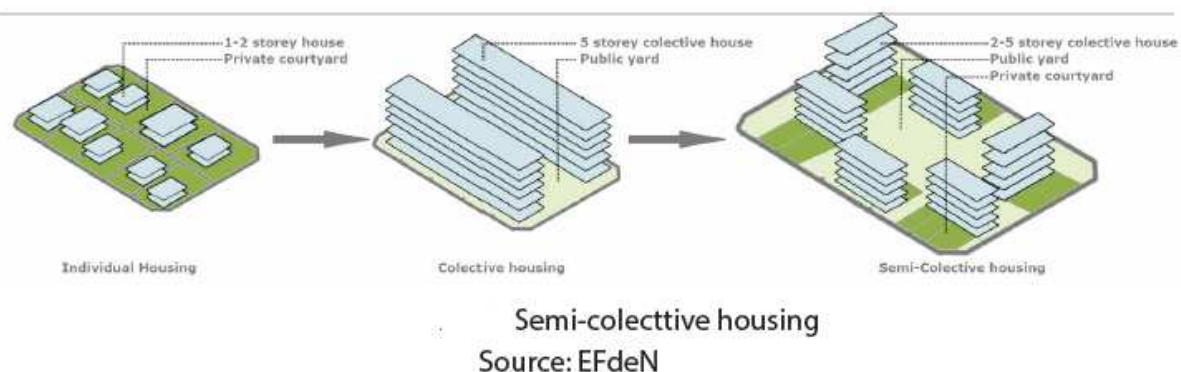 1-2 storey house
Private courtyard
5 storey colective house
Public yard
2-5 storey colective house
Public yard
Private courtyard
Individual Housing
Colective housing
Semi-Colective housing
Semi-colecttive housing
Source: EFdeN